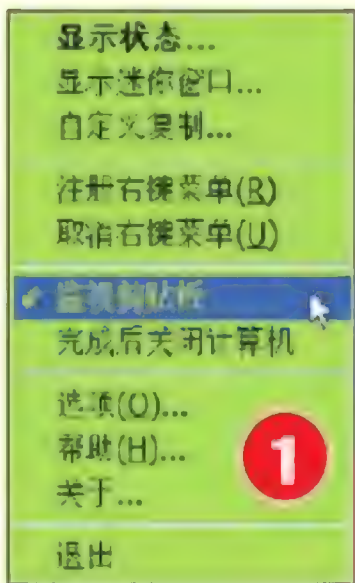 显示状态...
显示迷你窗口...
自定义复制...
注册右键菜单(R)
取消右键菜单(U)
监视剪贴板
完成后关闭计算机
选项(O)...
帮助(H)...
关于...
退出
1